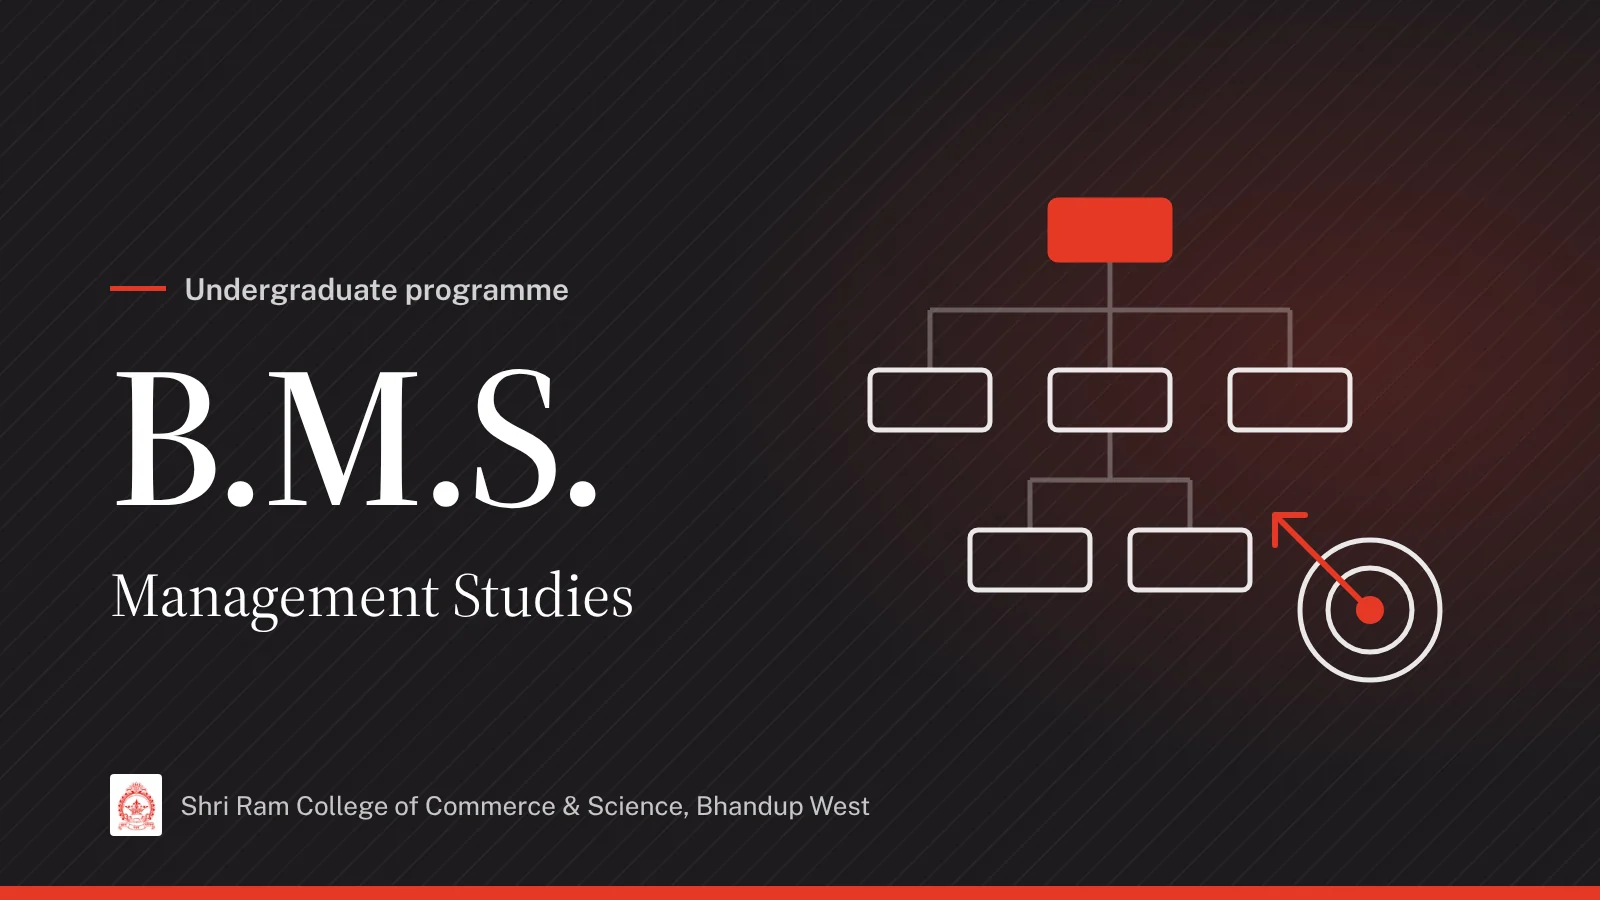 Undergraduate programme
B.M.S.
Management Studies
Shri Ram College of Commerce & Science, Bhandup West